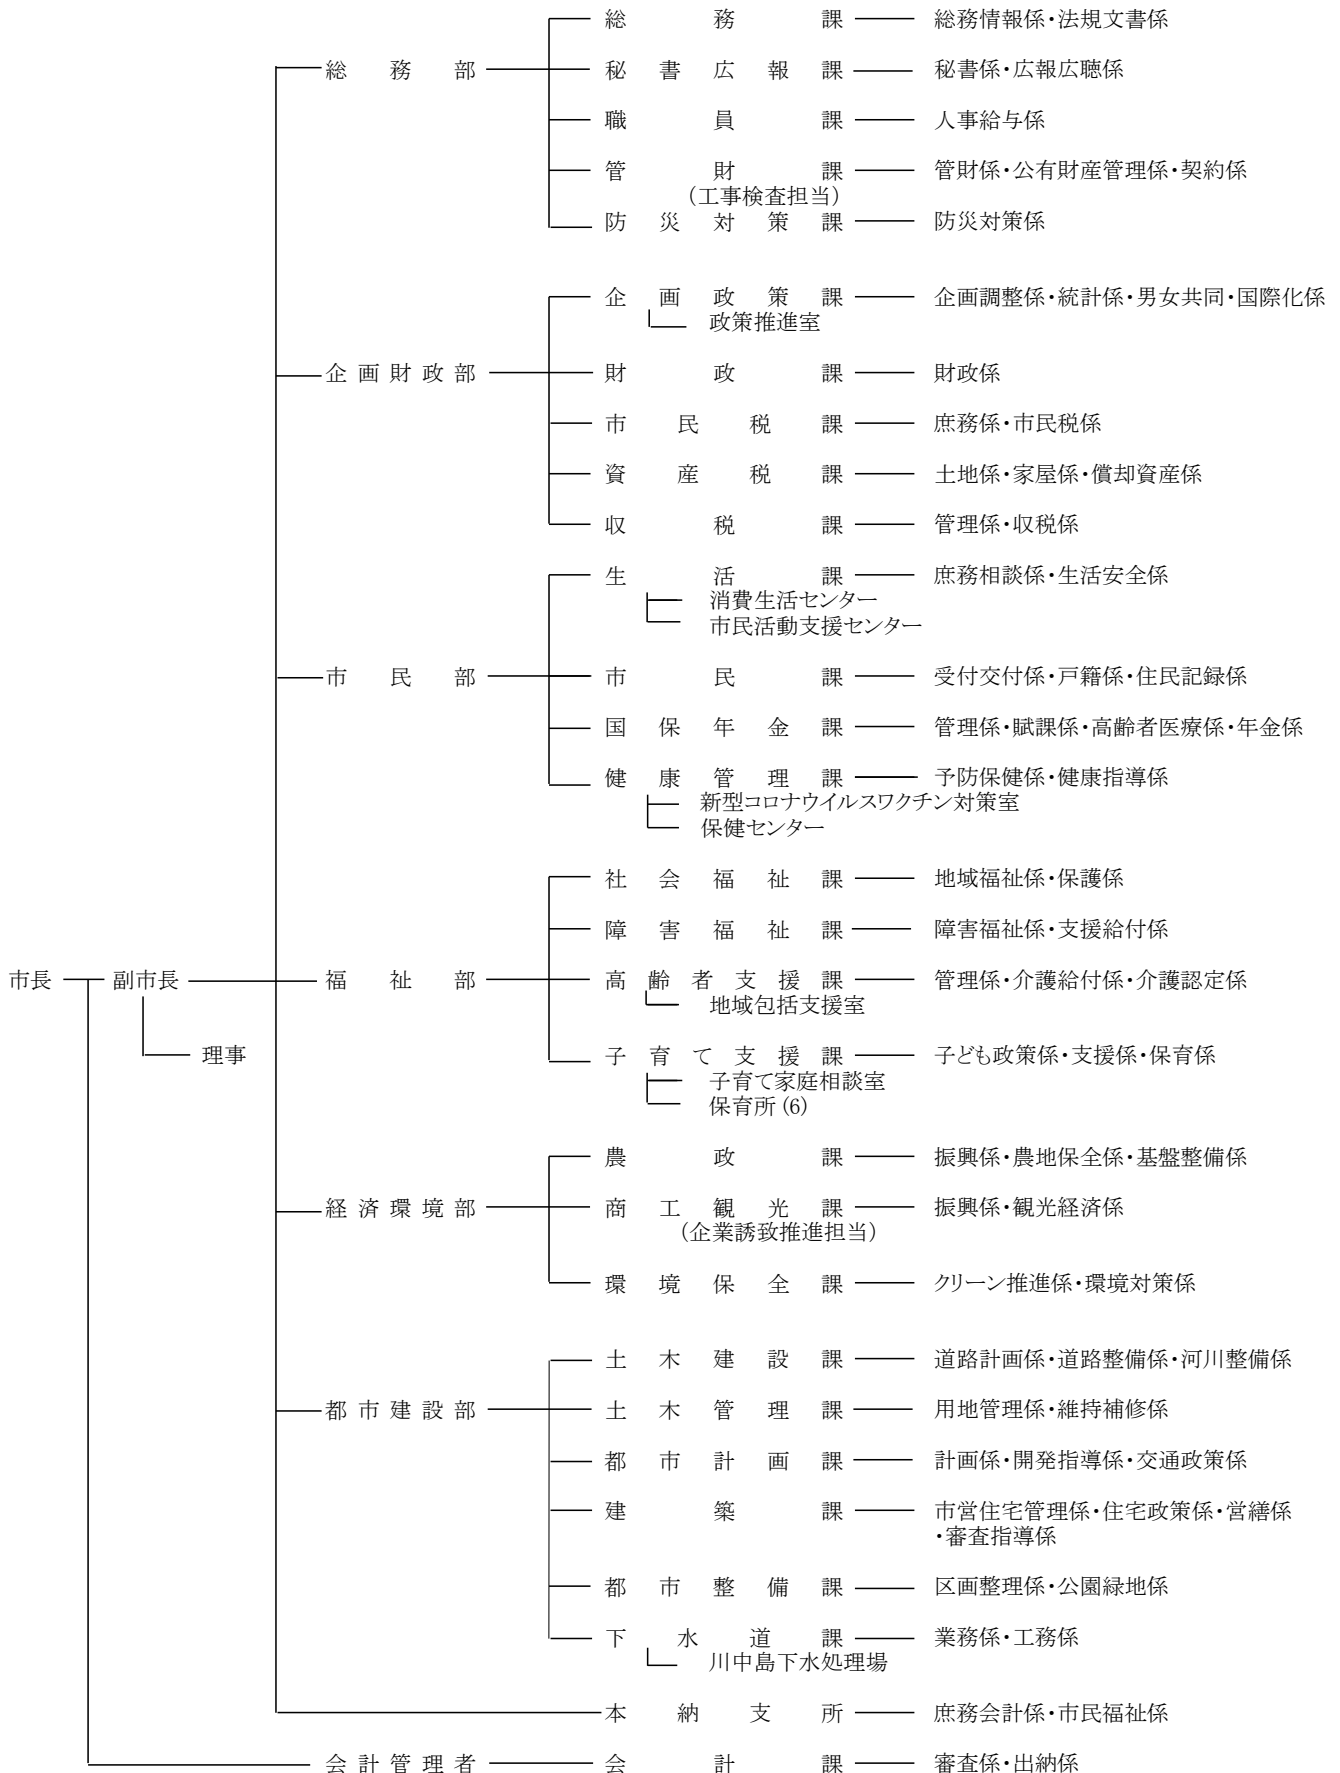 総務課 総務情報係・法規文書係
総務部 秘書広報課 秘書係・広報広聴係
職員課 人事給与係
管財課 管財係・公有財産管理係・契約係
(工事検査担当)
防災対策課 防災対策係
企画政策課 企画調整係・統計係・男女共同・国際化係
政策推進室
企画財政部 財政課 財政係
市民税課 庶務係・市民税係
資産税課 土地係・家屋係・償却資産係
収税課 管理係・収税係
生活課 庶務相談係・生活安全係
消費生活センター
市民活動支援センター
市民部 市民課 受付交付係・戸籍係・住民記録係
国保年金課 管理係・賦課係・高齢者医療係・年金係
健康管理課 予防保健係・健康指導係
新型コロナウイルスワクチン対策室
保健センター
社会福祉課 地域福祉係・保護係
障害福祉課 障害福祉係・支援給付係
市長 副市長 福祉部 高齢者支援課 管理係・介護給付係・介護認定係
地域包括支援室
理事 子育て支援課 子ども政策係・支援係・保育係
子育て家庭相談室
保育所(6)
農政課 振興係・農地保全係・基盤整備係
経済環境部 商工観光課 振興係・観光経済係
(企業誘致推進担当)
環境保全課 クリーン推進係・環境対策係
土木建設課 道路計画係・道路整備係・河川整備係
都市建設部 土木管理課 用地管理係・維持補修係
都市計画課 計画係・開発指導係・交通政策係
建築課 市営住宅管理係・住宅政策係・営繕係
・審査指導係
都市整備課 区画整理係・公園緑地係
下水道課 業務係・工務係
川中島下水処理場
本納支所 庶務会計係・市民福祉係
会計管理者 会計課 審査係・出納係